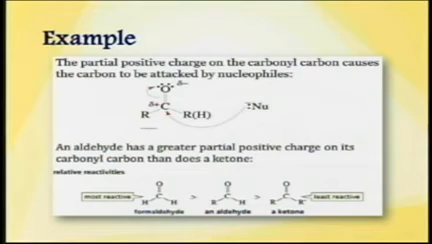 Example
The partial positive charge on the carbonyl carbon causes
the carbon to be attacked by nucleophiles:
:O: δ−
δ+ C
R R(H) :Nu
An aldehyde has a greater partial positive charge on its
carbonyl carbon than does a ketone:
relative reactivities
O O O
most reactive H C H > R C H > R C R' least reactive
formaldehyde an aldehyde a ketone